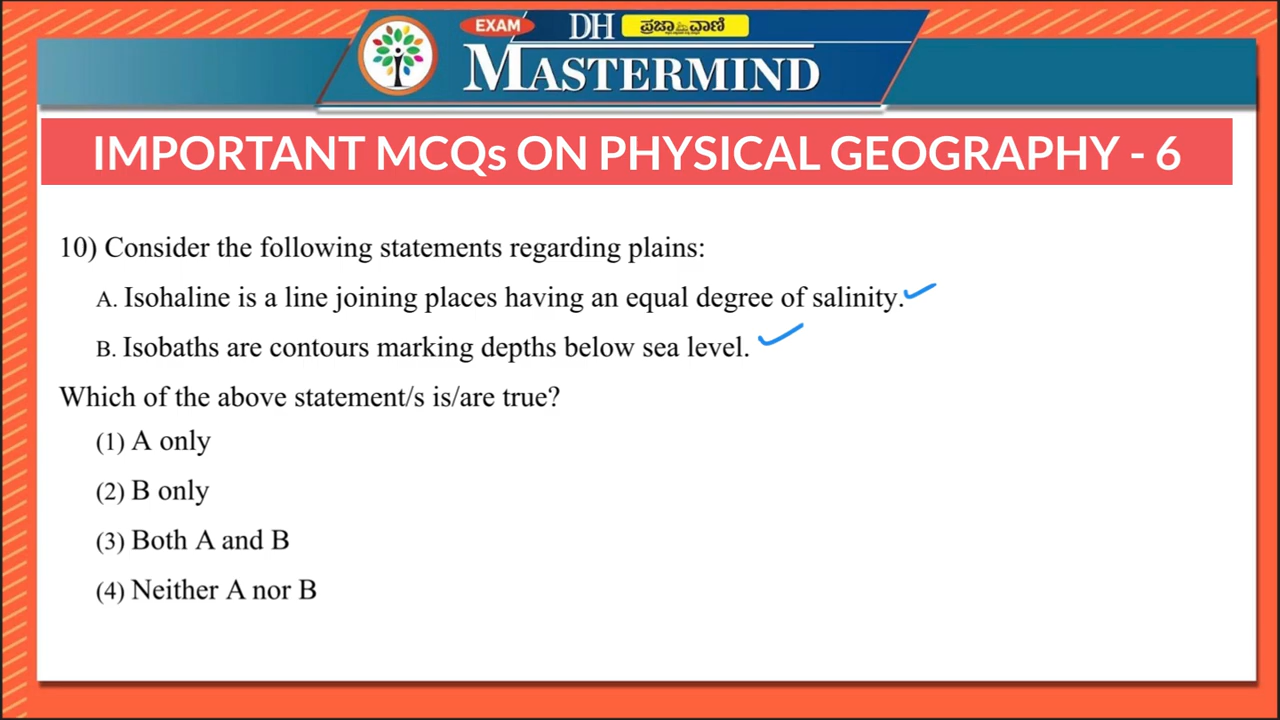 EXAM DH ಪ್ರಜಾವಾಣಿ
MASTERMIND
IMPORTANT MCQs ON PHYSICAL GEOGRAPHY - 6
10) Consider the following statements regarding plains:
A. Isohaline is a line joining places having an equal degree of salinity.
B. Isobaths are contours marking depths below sea level.
Which of the above statement/s is/are true?
(1) A only
(2) B only
(3) Both A and B
(4) Neither A nor B